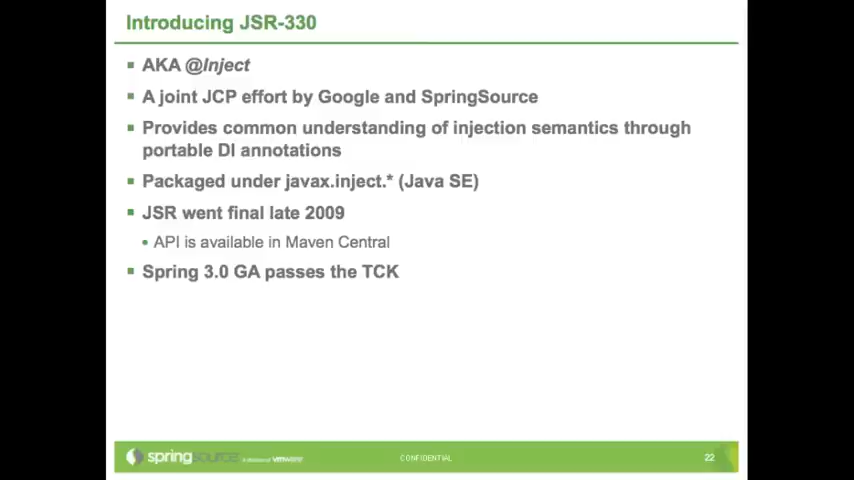 Introducing JSR-330
AKA @Inject
A joint JCP effort by Google and SpringSource
Provides common understanding of injection semantics through
portable DI annotations
Packaged under javax.inject.* (Java SE)
JSR went final late 2009
API is available in Maven Central
Spring 3.0 GA passes the TCK
springsource
CONFIDENTIAL
22